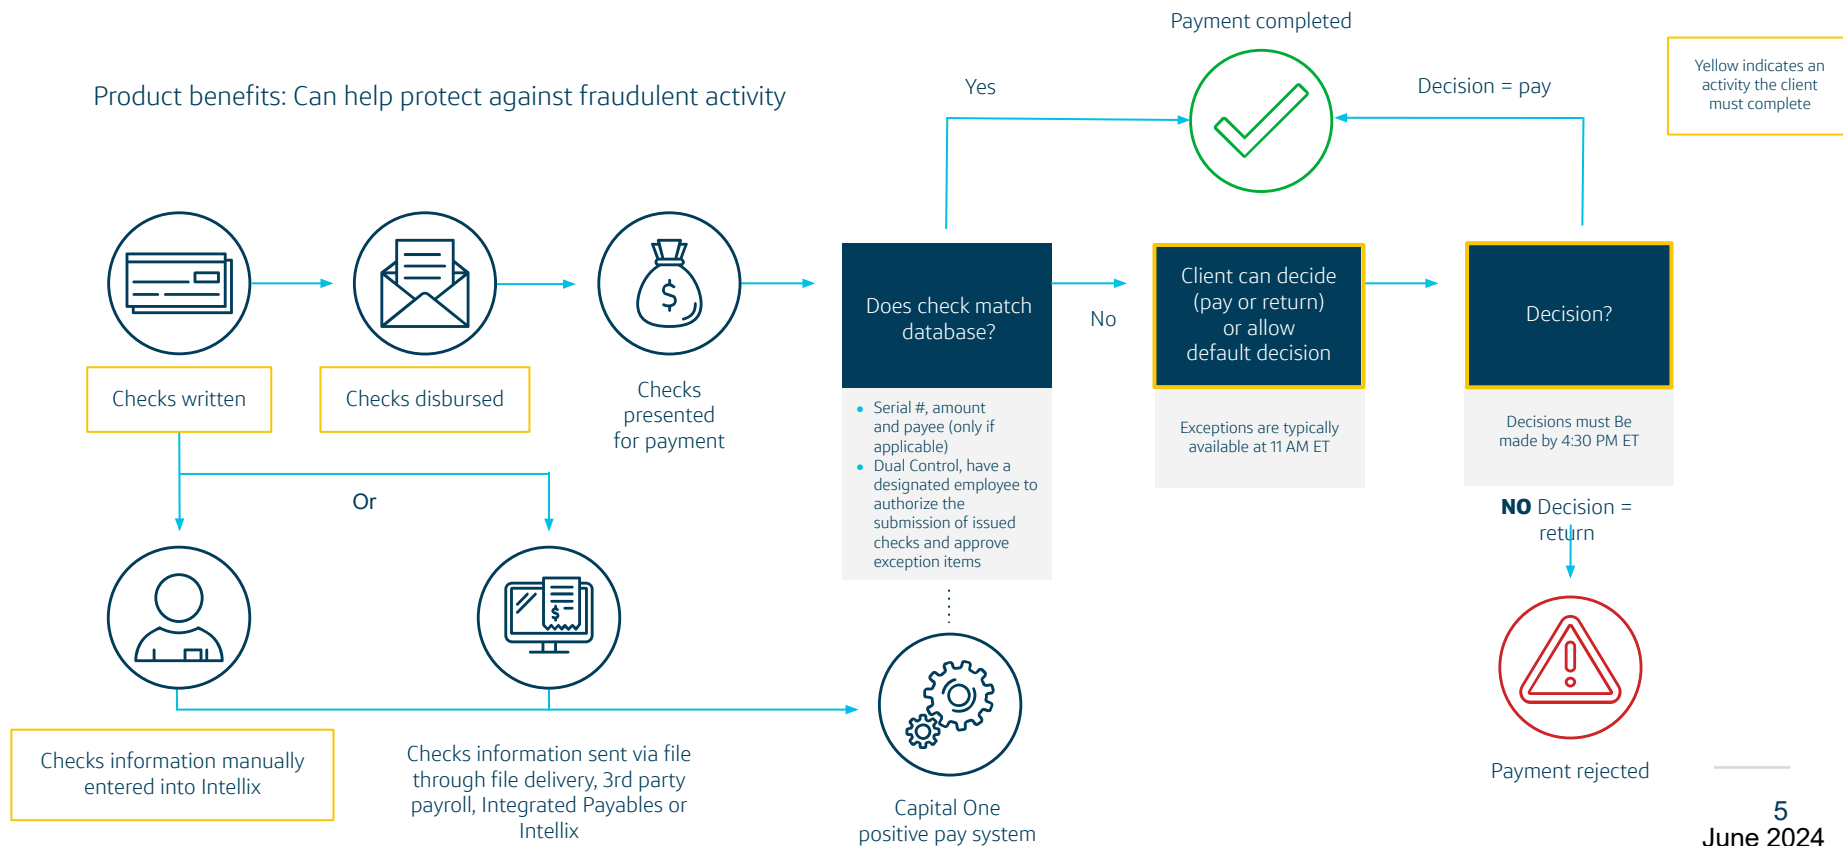 Payment completed
Yellow indicates an
activity the client
must complete
Product benefits: Can help protect against fraudulent activity
Yes
Decision = pay
Does check match
database?
No
Client can decide
(pay or return)
or allow
default decision
Decision?
Checks written
Checks disbursed
$
Checks
presented
for payment
• Serial #, amount
and payee (only if
applicable)
• Dual Control, have a
designated employee to
authorize the
submission of issued
checks and approve
exception items
Exceptions are typically
available at 11 AM ET
Decisions must Be
made by 4:30 PM ET
NO Decision =
return
Or
$
Checks information manually
entered into Intellix
Checks information sent via file
through file delivery, 3rd party
payroll, Integrated Payables or
Intellix
Capital One
positive pay system
Payment rejected
5
June 2024